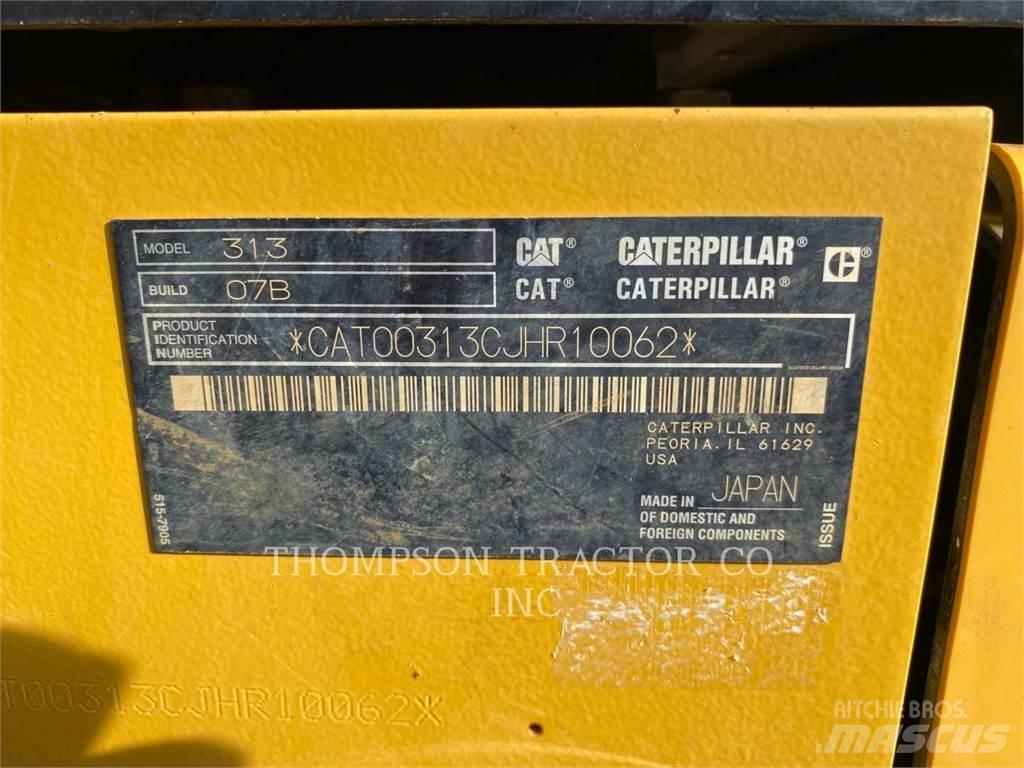 MODEL 313
BUILD 07B
CAT® CATERPILLAR®
CAT® CATERPILLAR®
®
PRODUCT
IDENTIFICATION
NUMBER
*CAT00313CJHR10062*
CATERPILLAR INC.
PEORIA, IL 61629
USA
MADE IN JAPAN
OF DOMESTIC AND
FOREIGN COMPONENTS
ISSUE
515-7905
THOMPSON TRACTOR CO
INC
T00313CJHR10062*
RITCHIE BROS.
MASCUS